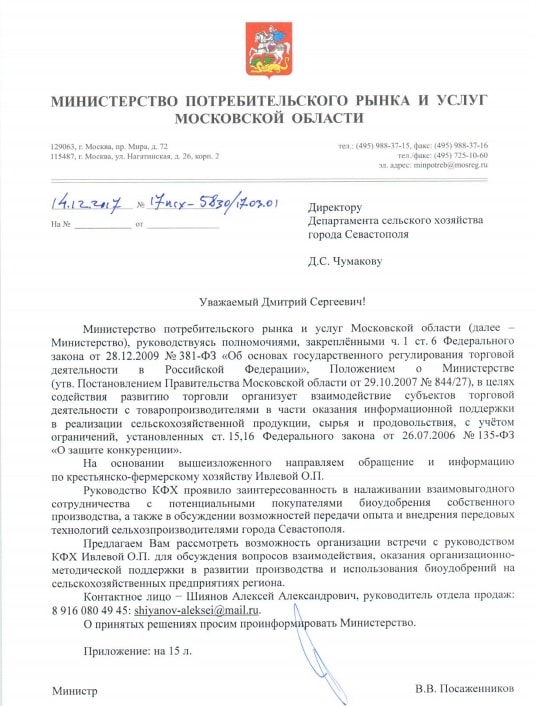 МИНИСТЕРСТВО ПОТРЕБИТЕЛЬСКОГО РЫНКА И УСЛУГ
МОСКОВСКОЙ ОБЛАСТИ
129063, г. Москва, пр. Мира, д. 72
115487, г. Москва, ул. Нагатинская, д. 26, корп. 2
тел.: (495) 988-37-15, факс: (495) 988-37-16
тел./факс: (495) 725-10-60
эл. адрес: minpotreb@mosreg.ru
14.12.2017 № 17исх-5830/17.03.01
На № ____________ от ____________
Директору
Департамента сельского хозяйства
города Севастополя
Д.С. Чумакову
Уважаемый Дмитрий Сергеевич!
Министерство потребительского рынка и услуг Московской области (далее –
Министерство), руководствуясь полномочиями, закреплёнными ч. 1 ст. 6 Федерального
закона от 28.12.2009 № 381-ФЗ «Об основах государственного регулирования торговой
деятельности в Российской Федерации», Положением о Министерстве
(утв. Постановлением Правительства Московской области от 29.10.2007 № 844/27), в целях
содействия развитию торговли организует взаимодействие субъектов торговой
деятельности с товаропроизводителями в части оказания информационной поддержки
в реализации сельскохозяйственной продукции, сырья и продовольствия, с учётом
ограничений, установленных ст. 15,16 Федерального закона от 26.07.2006 № 135-ФЗ
«О защите конкуренции».
На основании вышеизложенного направляем обращение и информацию
по крестьянско-фермерскому хозяйству Ивлевой О.П.
Руководство КФХ проявило заинтересованность в налаживании взаимовыгодного
сотрудничества с потенциальными покупателями биоудобрения собственного
производства, а также в обсуждении возможностей передачи опыта и внедрения передовых
технологий сельхозпроизводителями города Севастополя.
Предлагаем Вам рассмотреть возможность организации встречи с руководством
КФХ Ивлевой О.П. для обсуждения вопросов взаимодействия, оказания организационно-
методической поддержки в развитии производства и использования биоудобрений на
сельскохозяйственных предприятиях региона.
Контактное лицо – Шиянов Алексей Александрович, руководитель отдела продаж:
8 916 080 49 45: shiyanov-aleksei@mail.ru.
О принятых решениях просим проинформировать Министерство.
Приложение: на 15 л.
Министр
В.В. Посаженников